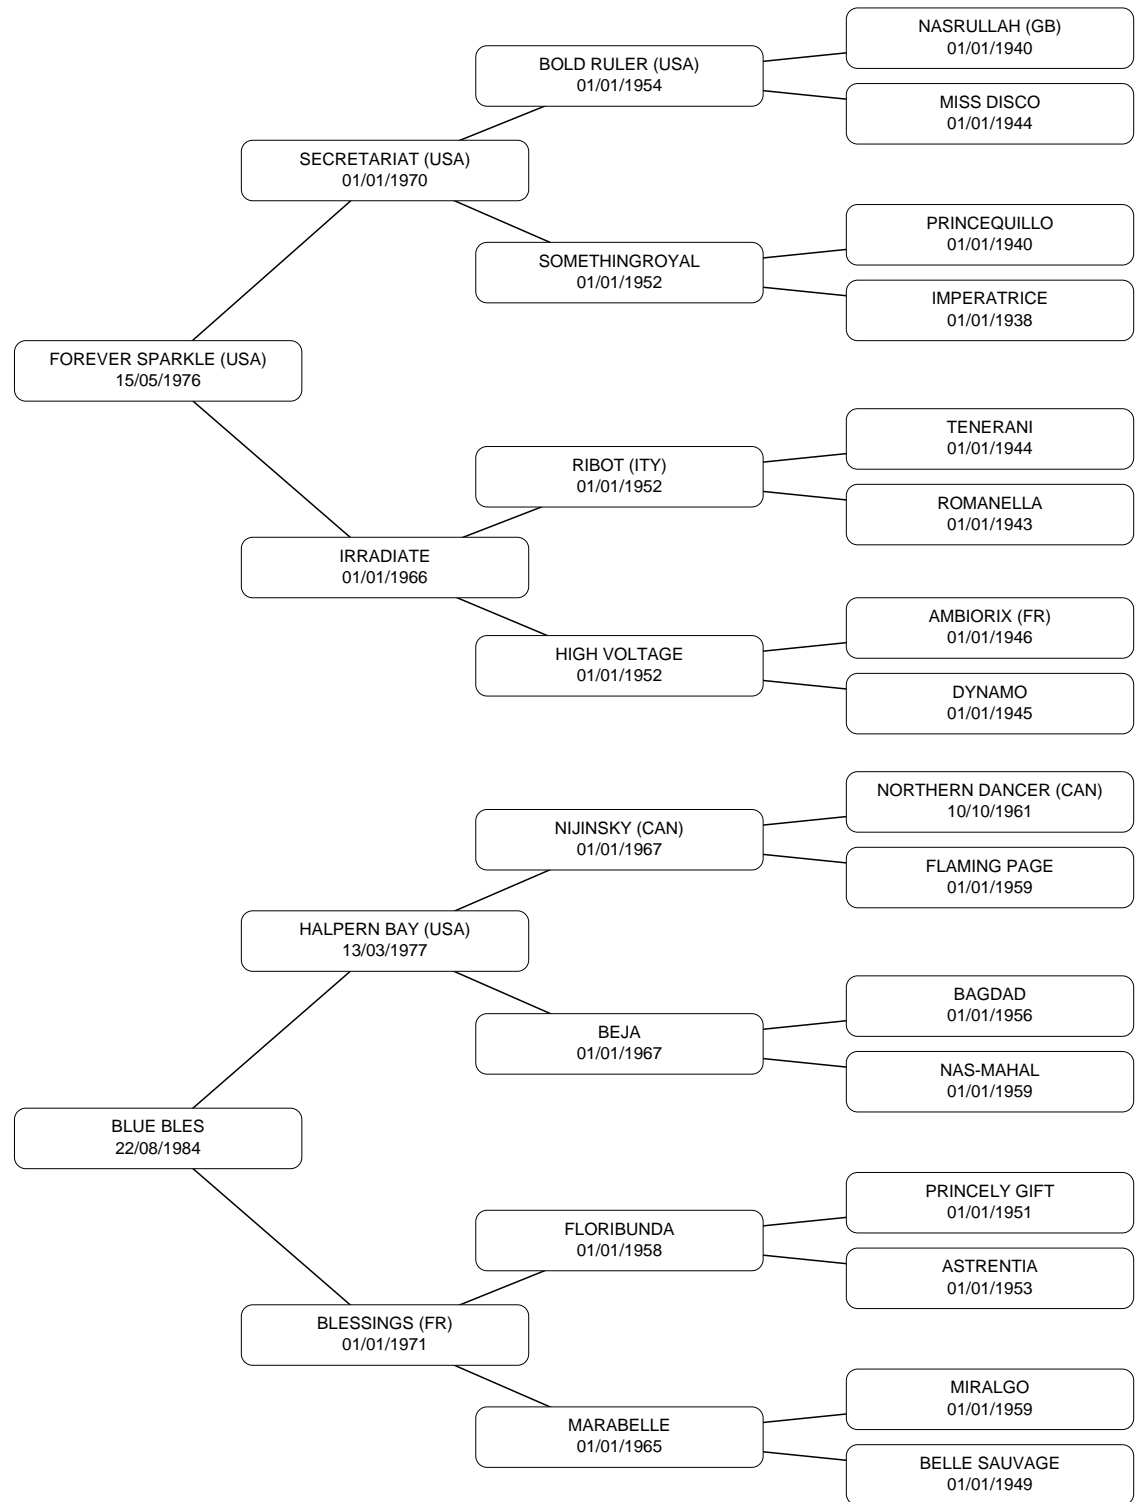 NASRULLAH (GB)
01/01/1940
BOLD RULER (USA)
01/01/1954
MISS DISCO
01/01/1944
SECRETARIAT (USA)
01/01/1970
PRINCEQUILLO
01/01/1940
SOMETHINGROYAL
01/01/1952
IMPERATRICE
01/01/1938
FOREVER SPARKLE (USA)
15/05/1976
TENERANI
01/01/1944
RIBOT (ITY)
01/01/1952
ROMANELLA
01/01/1943
IRRADIATE
01/01/1966
AMBIORIX (FR)
01/01/1946
HIGH VOLTAGE
01/01/1952
DYNAMO
01/01/1945
NORTHERN DANCER (CAN)
10/10/1961
NIJINSKY (CAN)
01/01/1967
FLAMING PAGE
01/01/1959
HALPERN BAY (USA)
13/03/1977
BAGDAD
01/01/1956
BEJA
01/01/1967
NAS-MAHAL
01/01/1959
BLUE BLES
22/08/1984
PRINCELY GIFT
01/01/1951
FLORIBUNDA
01/01/1958
ASTRENTIA
01/01/1953
BLESSINGS (FR)
01/01/1971
MIRALGO
01/01/1959
MARABELLE
01/01/1965
BELLE SAUVAGE
01/01/1949